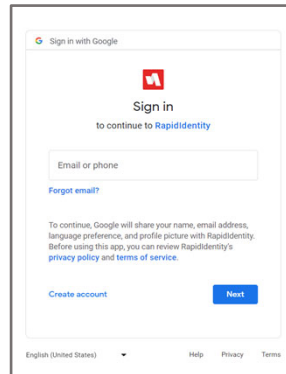 Sign in with Google
Sign in
to continue to RapidIdentity
Email or phone
Forgot email?
To continue, Google will share your name, email address,
language preference, and profile picture with RapidIdentity.
Before using this app, you can review RapidIdentity's
privacy policy and terms of service.
Create account
Next
English (United States)
Help
Privacy
Terms